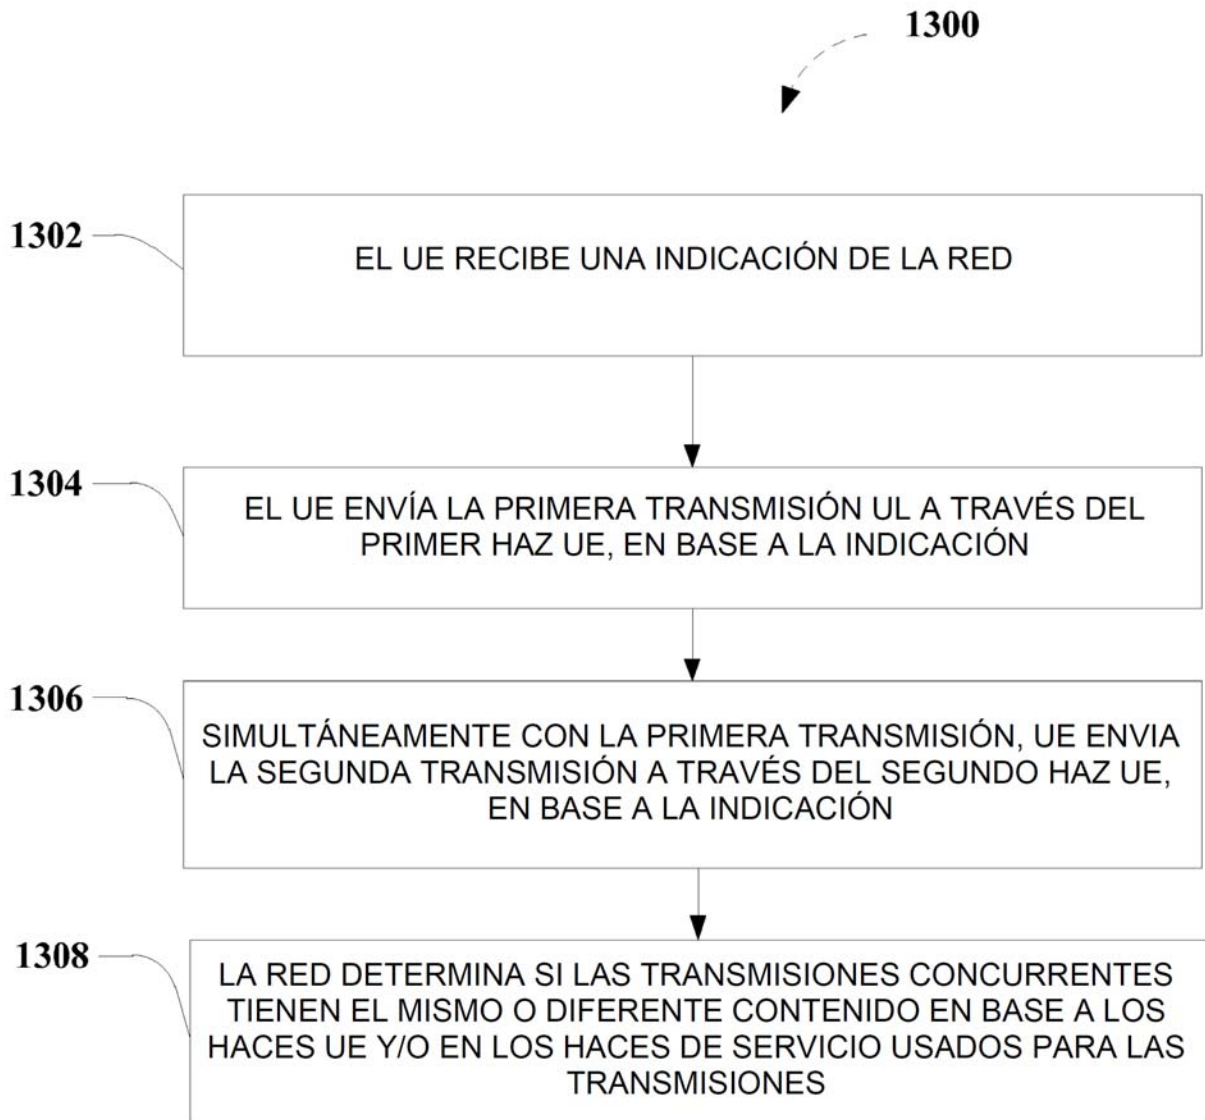 1300
1302
EL UE RECIBE UNA INDICACIÓN DE LA RED
1304
EL UE ENVÍA LA PRIMERA TRANSMISIÓN UL A TRAVÉS DEL
PRIMER HAZ UE, EN BASE A LA INDICACIÓN
1306
SIMULTÁNEAMENTE CON LA PRIMERA TRANSMISIÓN, UE ENVIA
LA SEGUNDA TRANSMISIÓN A TRAVÉS DEL SEGUNDO HAZ UE,
EN BASE A LA INDICACIÓN
1308
LA RED DETERMINA SI LAS TRANSMISIONES CONCURRENTES
TIENEN EL MISMO O DIFERENTE CONTENIDO EN BASE A LOS
HACES UE Y/O EN LOS HACES DE SERVICIO USADOS PARA LAS
TRANSMISIONES